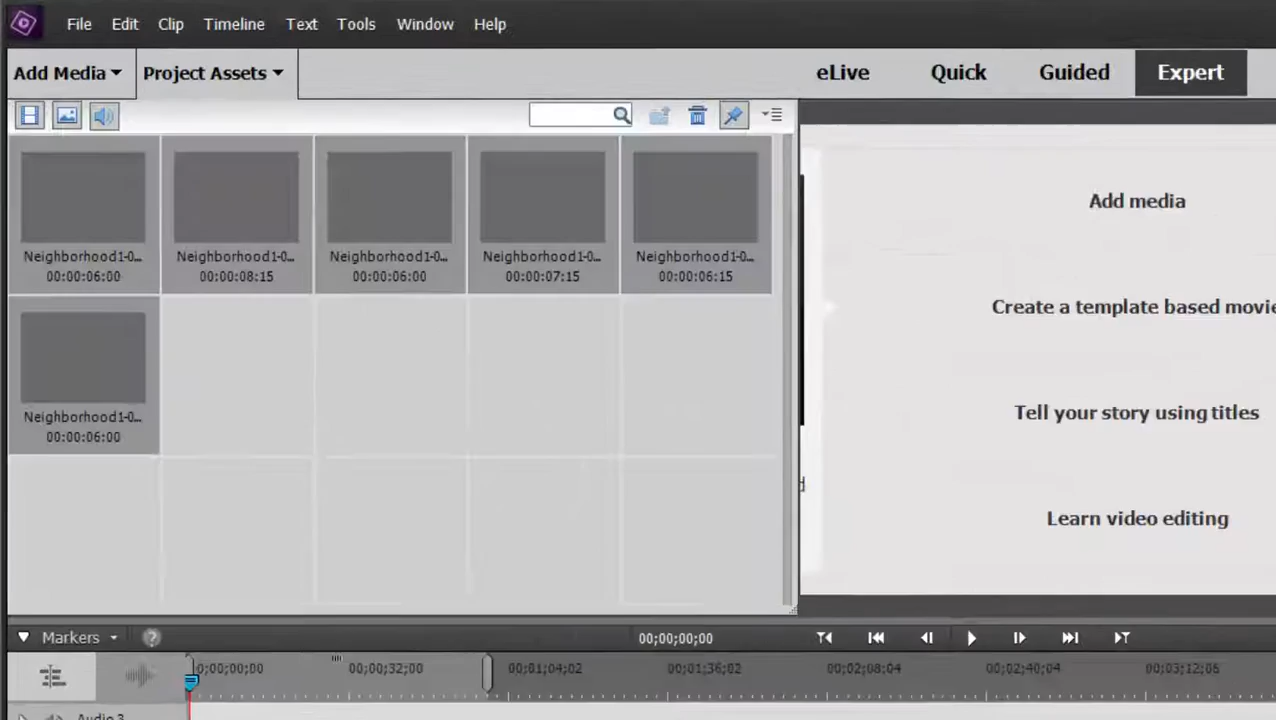 File Edit Clip Timeline Text Tools Window Help
Add Media Project Assets eLive Quick Guided Expert
Neighborhood1-0... Neighborhood1-0... Neighborhood1-0... Neighborhood1-0... Neighborhood1-0...
00:00:06:00 00:00:08:15 00:00:06:00 00:00:07:15 00:00:06:15
Neighborhood1-0...
00:00:06:00
Add media
Create a template based movie
Tell your story using titles
Learn video editing
Markers ? 00;00;00;00
0;00;00;00 00;00;32;00 00;01;04;02 00;01;36;02 00;02;08;04 00;02;40;04 00;03;12;06
Audio 3